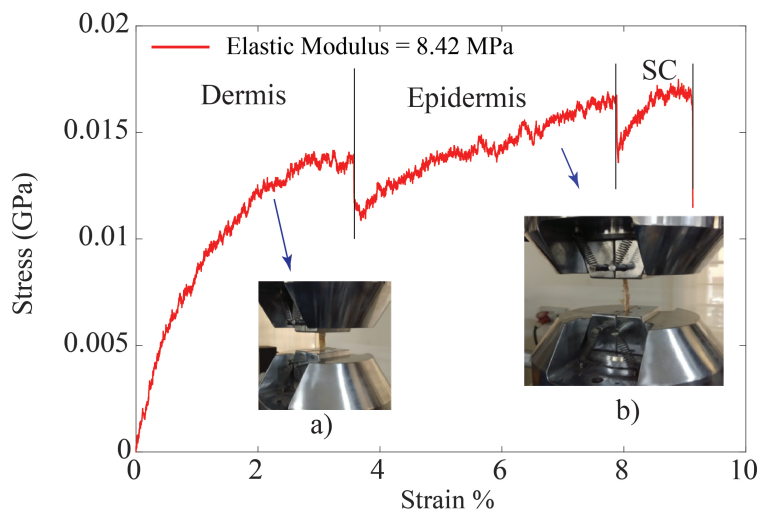 0.02
Elastic Modulus = 8.42 MPa
SC
Dermis
Epidermis
0.015
0.01
0.005
0
Stress (GPa)
a)
b)
0 2 4 6 8 10
Strain %